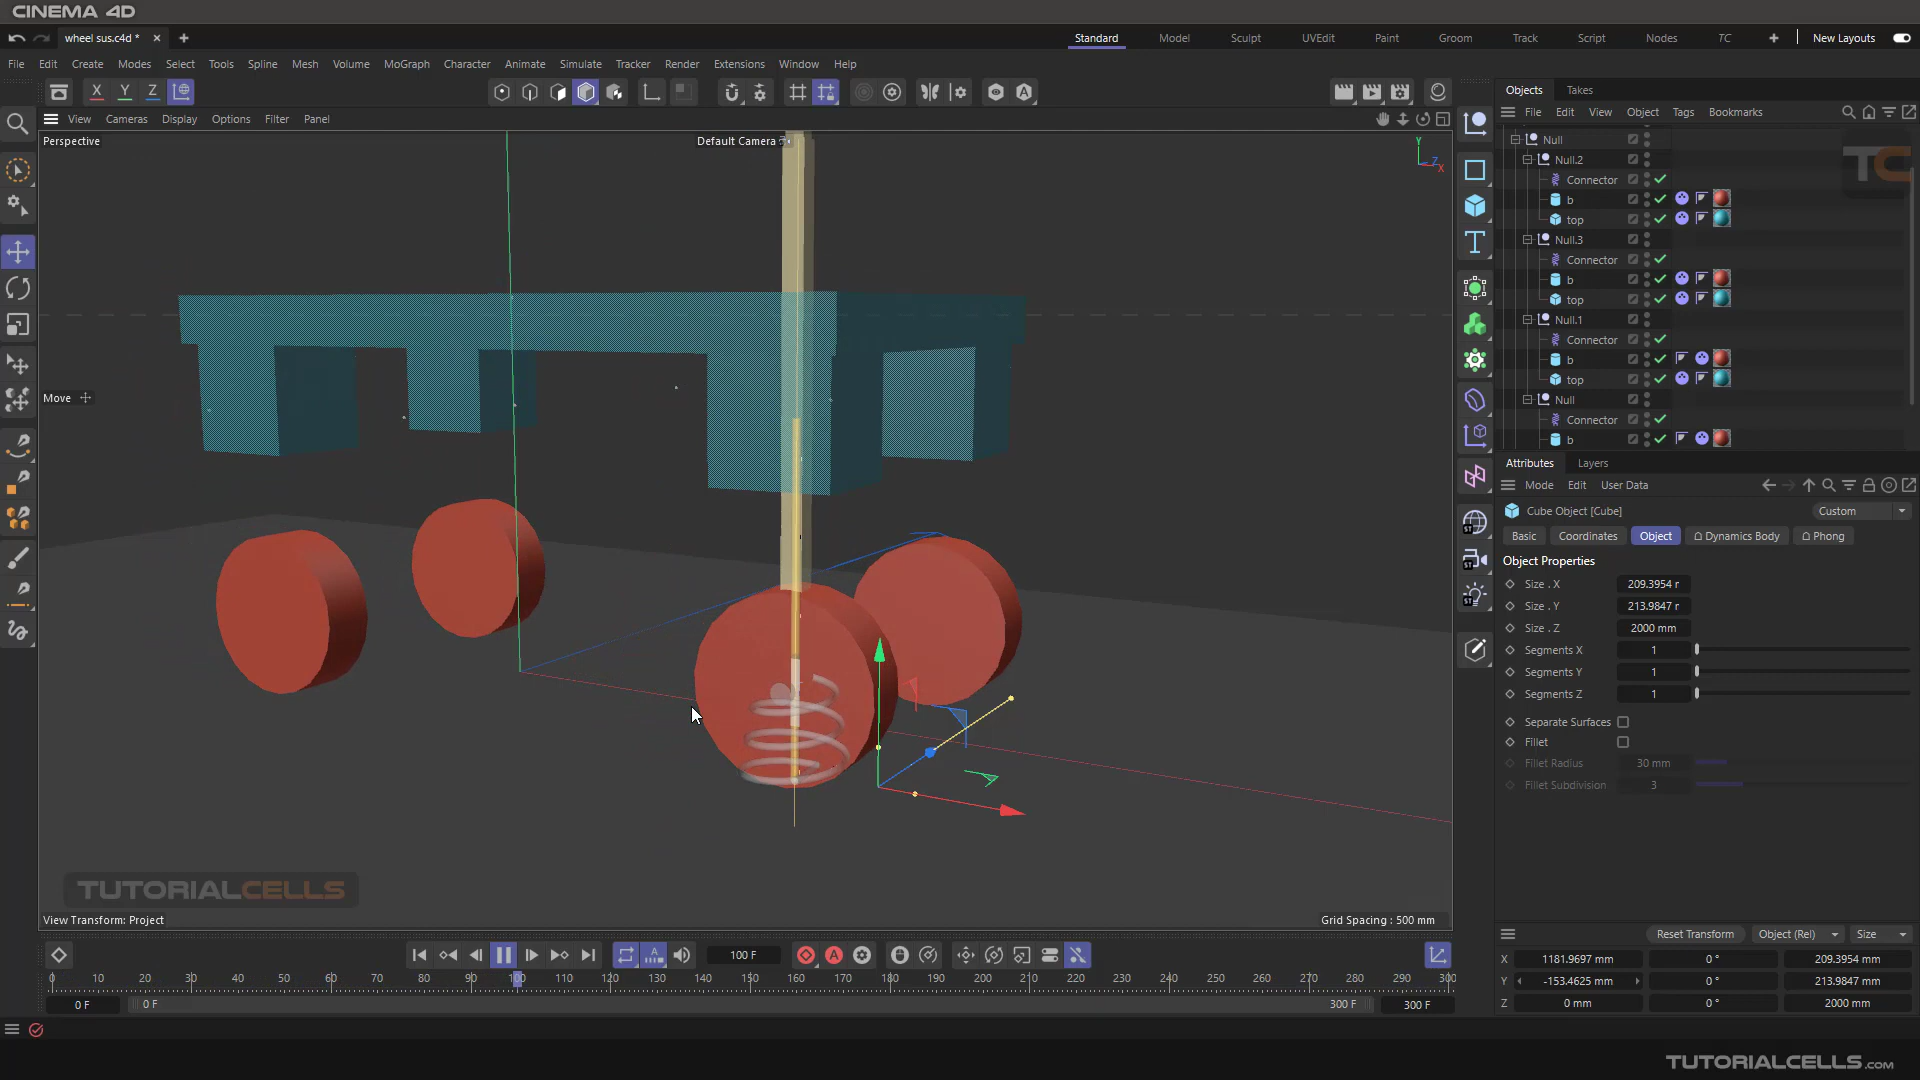 CINEMA 4D
wheel sus.c4d *
Standard
Model
Sculpt
UVEdit
Paint
Groom
Track
Script
Nodes
TC
New Layouts
File Edit Create Modes Select Tools Spline Mesh Volume MoGraph Character Animate Simulate Tracker Render Extensions Window Help
X Y Z
View Cameras Display Options Filter Panel
Perspective
Default Camera
Y
Z
X
Move
TUTORIALCELLS
View Transform: Project
Grid Spacing : 500 mm
Objects Takes
File Edit View Object Tags Bookmarks
TC
Null
Null.2
Connector
b
top
Null.3
Connector
b
top
Null.1
Connector
b
top
Null
Connector
b
Attributes Layers
Mode Edit User Data
Cube Object [Cube]
Custom
Basic Coordinates Object Dynamics Body Phong
Object Properties
Size . X 209.3954 r
Size . Y 213.9847 r
Size . Z 2000 mm
Segments X 1
Segments Y 1
Segments Z 1
Separate Surfaces
Fillet
Fillet Radius 30 mm
Fillet Subdivision 3
Reset Transform Object (Rel) Size
X 1181.9697 mm 0 ° 209.3954 mm
Y -153.4625 mm 0 ° 213.9847 mm
Z 0 mm 0 ° 2000 mm
100 F
0 10 20 30 40 50 60 70 80 90 100 110 120 130 140 150 160 170 180 190 200 210 220 230 240 250 260 270 280 290 300
0 F
0 F
300 F
300 F
TUTORIALCELLS.COM